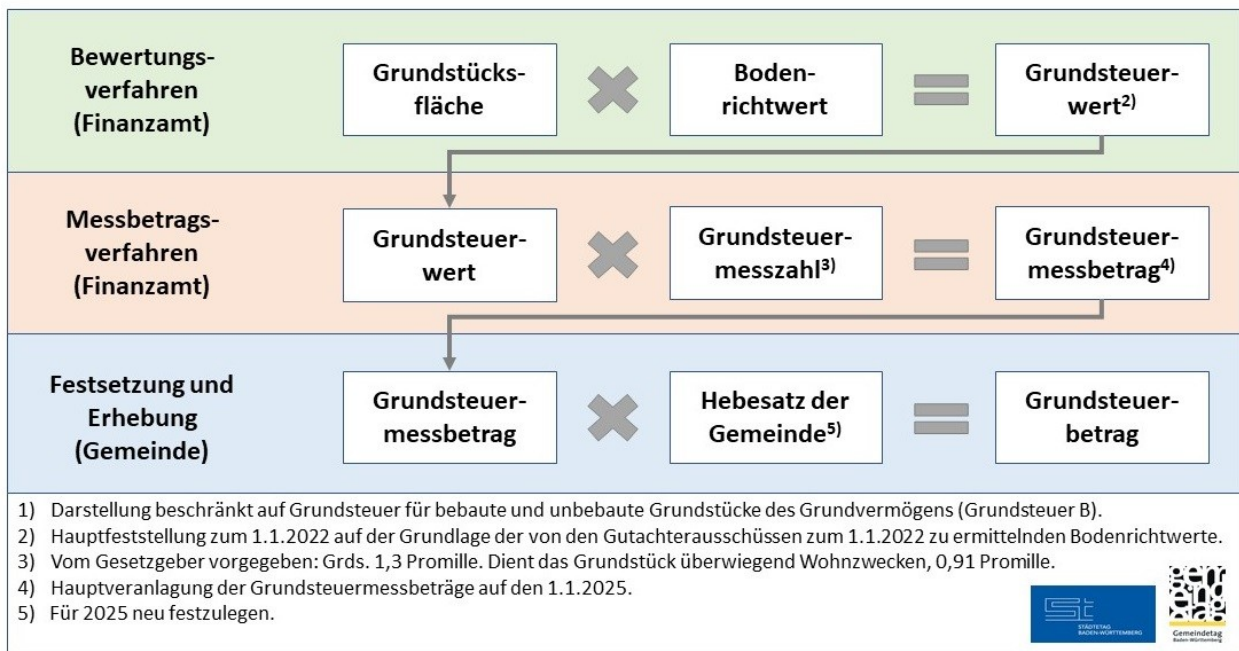 Bewertungs-
verfahren
(Finanzamt)
Grundstücks-
fläche
Boden-
richtwert
Grundsteuer-
wert2)
Messbetrags-
verfahren
(Finanzamt)
Grundsteuer-
wert
Grundsteuer-
messzahl3)
Grundsteuer-
messbetrag4)
Festsetzung und
Erhebung
(Gemeinde)
Grundsteuer-
messbetrag
Hebesatz der
Gemeinde5)
Grundsteuer-
betrag
1) Darstellung beschränkt auf Grundsteuer für bebaute und unbebaute Grundstücke des Grundvermögens (Grundsteuer B).
2) Hauptfeststellung zum 1.1.2022 auf der Grundlage der von den Gutachterausschüssen zum 1.1.2022 zu ermittelnden Bodenrichtwerte.
3) Vom Gesetzgeber vorgegeben: Grds. 1,3 Promille. Dient das Grundstück überwiegend Wohnzwecken, 0,91 Promille.
4) Hauptveranlagung der Grundsteuermessbeträge auf den 1.1.2025.
5) Für 2025 neu festzulegen.
STÄDTETAG
BADEN-WÜRTTEMBERG
Gemeindetag
Baden-Württemberg